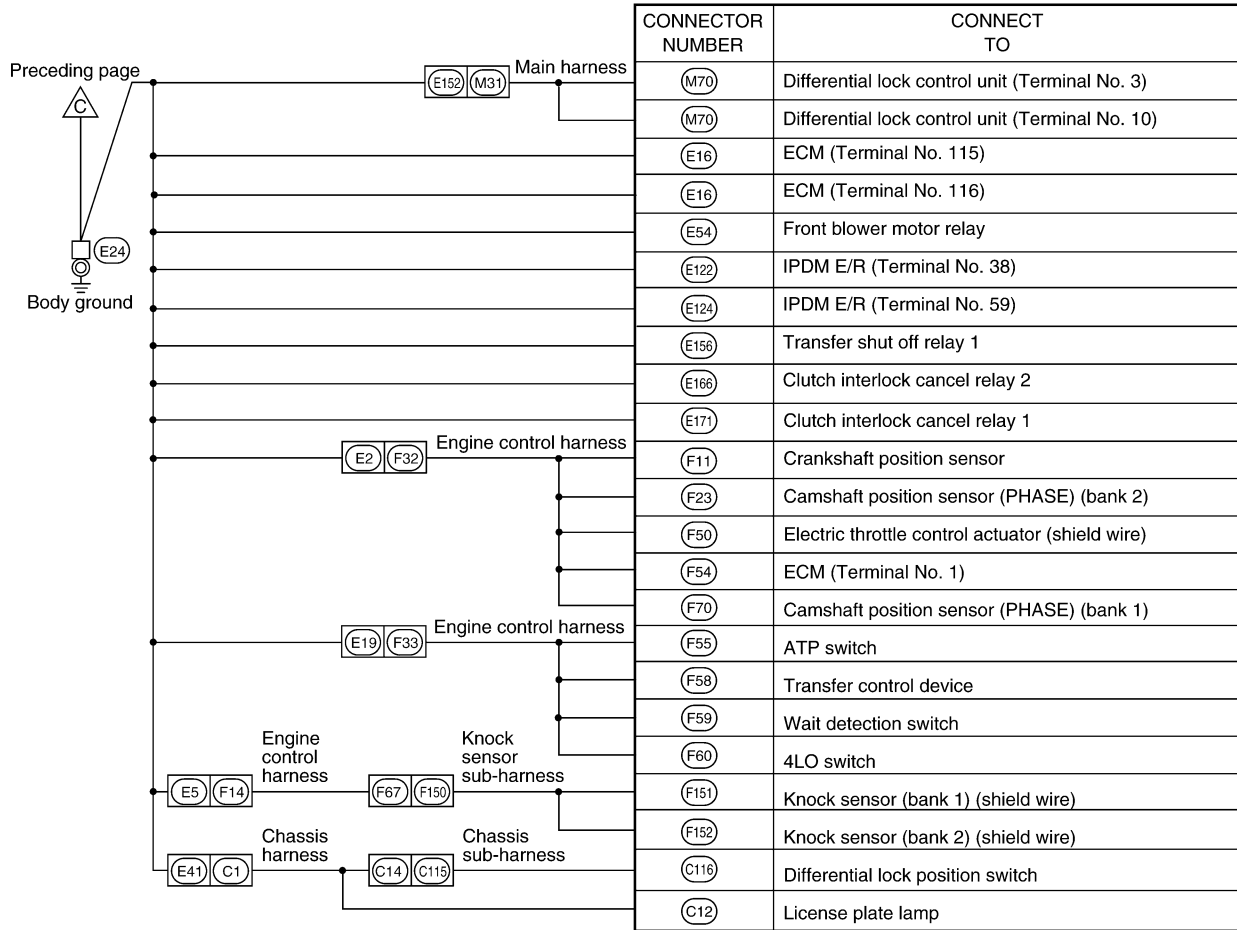 CONNECTOR NUMBER CONNECT TO
Preceding page
C
E24
Body ground
E152 M31 Main harness
M70 Differential lock control unit (Terminal No. 3)
M70 Differential lock control unit (Terminal No. 10)
E16 ECM (Terminal No. 115)
E16 ECM (Terminal No. 116)
E54 Front blower motor relay
E122 IPDM E/R (Terminal No. 38)
E124 IPDM E/R (Terminal No. 59)
E156 Transfer shut off relay 1
E166 Clutch interlock cancel relay 2
E171 Clutch interlock cancel relay 1
E2 F32 Engine control harness
F11 Crankshaft position sensor
F23 Camshaft position sensor (PHASE) (bank 2)
F50 Electric throttle control actuator (shield wire)
F54 ECM (Terminal No. 1)
F70 Camshaft position sensor (PHASE) (bank 1)
E19 F33 Engine control harness
F55 ATP switch
F58 Transfer control device
F59 Wait detection switch
F60 4LO switch
E5 F14 Engine control harness
F67 F150 Knock sensor sub-harness
F151 Knock sensor (bank 1) (shield wire)
F152 Knock sensor (bank 2) (shield wire)
E41 C1 Chassis harness
C14 C115 Chassis sub-harness
C116 Differential lock position switch
C12 License plate lamp